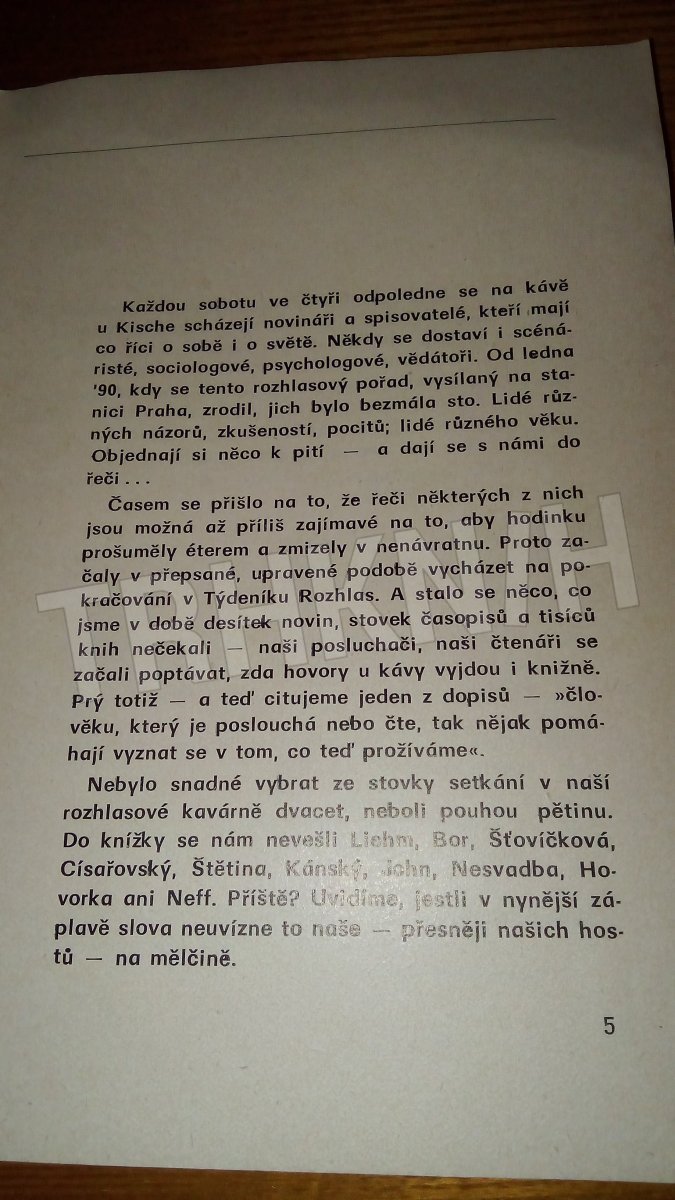 Každou sobotu ve čtyři odpoledne se na kávě
u Kische scházejí novináři a spisovatelé, kteří mají
co říci o sobě i o světě. Někdy se dostaví i scéná-
risté, sociologové, psychologové, vědátoři. Od ledna
'90, kdy se tento rozhlasový pořad, vysílaný na sta-
nici Praha, zrodil, jich bylo bezmála sto. Lidé růz-
ných názorů, zkušeností, pocitů; lidé různého věku.
Objednají si něco k pití — a dají se s námi do
řeči...
Časem se přišlo na to, že řeči některých z nich
jsou možná až příliš zajímavé na to, aby hodinku
prošuměly éterem a zmizely v nenávratnu. Proto za-
čaly v přepsané, upravené podobě vycházet na po-
kračování v Týdeníku Rozhlas. A stalo se něco, co
jsme v době desítek novin, stovek časopisů a tisíců
knih nečekali — naši posluchači, naši čtenáři se
začali poptávat, zda hovory u kávy vyjdou i knižně.
Prý totiž — a teď citujeme jeden z dopisů — »člo-
věku, který je poslouchá nebo čte, tak nějak pomá-
hají vyznat se v tom, co teď prožíváme«.
Nebylo snadné vybrat ze stovky setkání v naší
rozhlasové kavárně dvacet, neboli pouhou pětinu.
Do knížky se nám nevešli Liehm, Bor, Šťovíčková,
Císařovský, Štětina, Kánský, John, Nesvadba, Ho-
vorka ani Neff. Příště? Uvidíme, jestli v nynější zá-
plavě slova neuvízne to naše — přesněji našich hos-
tů — na mělčině.
5
TRHKNIH